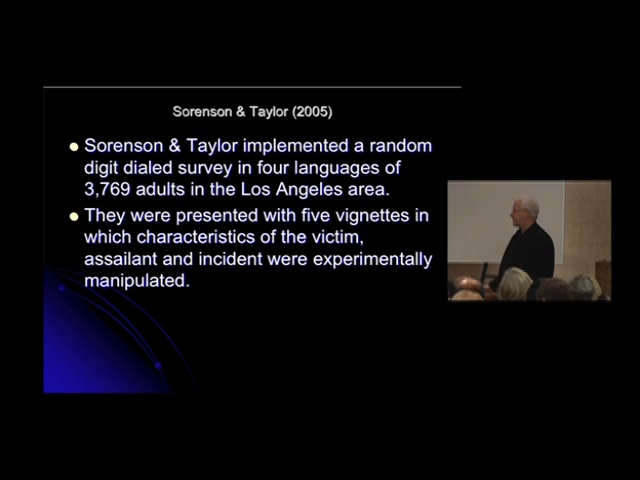 Sorenson & Taylor (2005)
Sorenson & Taylor implemented a random
digit dialed survey in four languages of
3,769 adults in the Los Angeles area.
They were presented with five vignettes in
which characteristics of the victim,
assailant and incident were experimentally
manipulated.